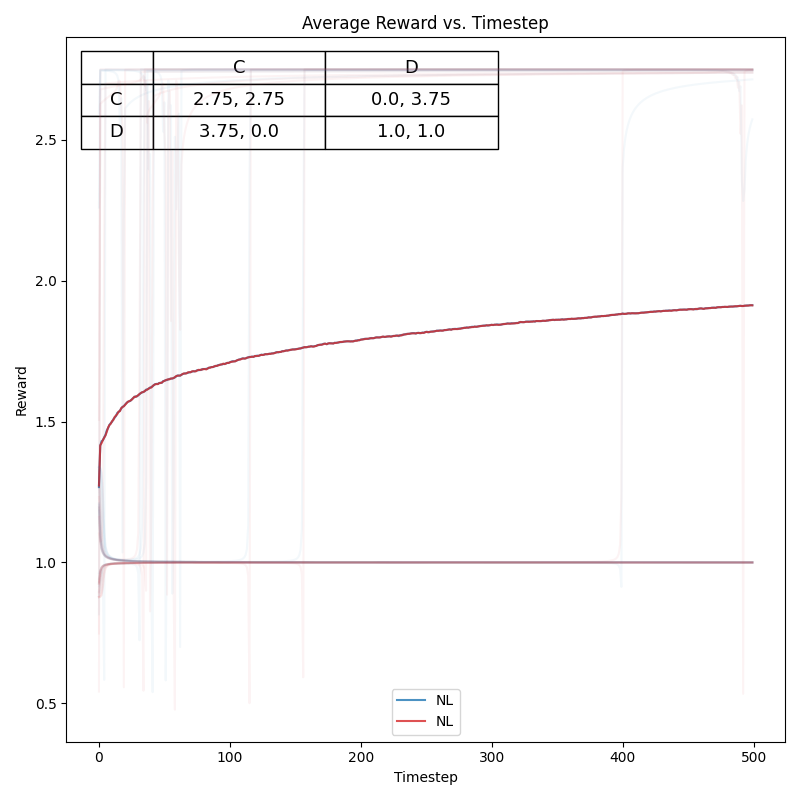 Average Reward vs. Timestep
C D
C 2.75, 2.75 0.0, 3.75
D 3.75, 0.0 1.0, 1.0
2.5
2.0
1.5
1.0
0.5
Reward
NL
NL
0 100 200 300 400 500
Timestep